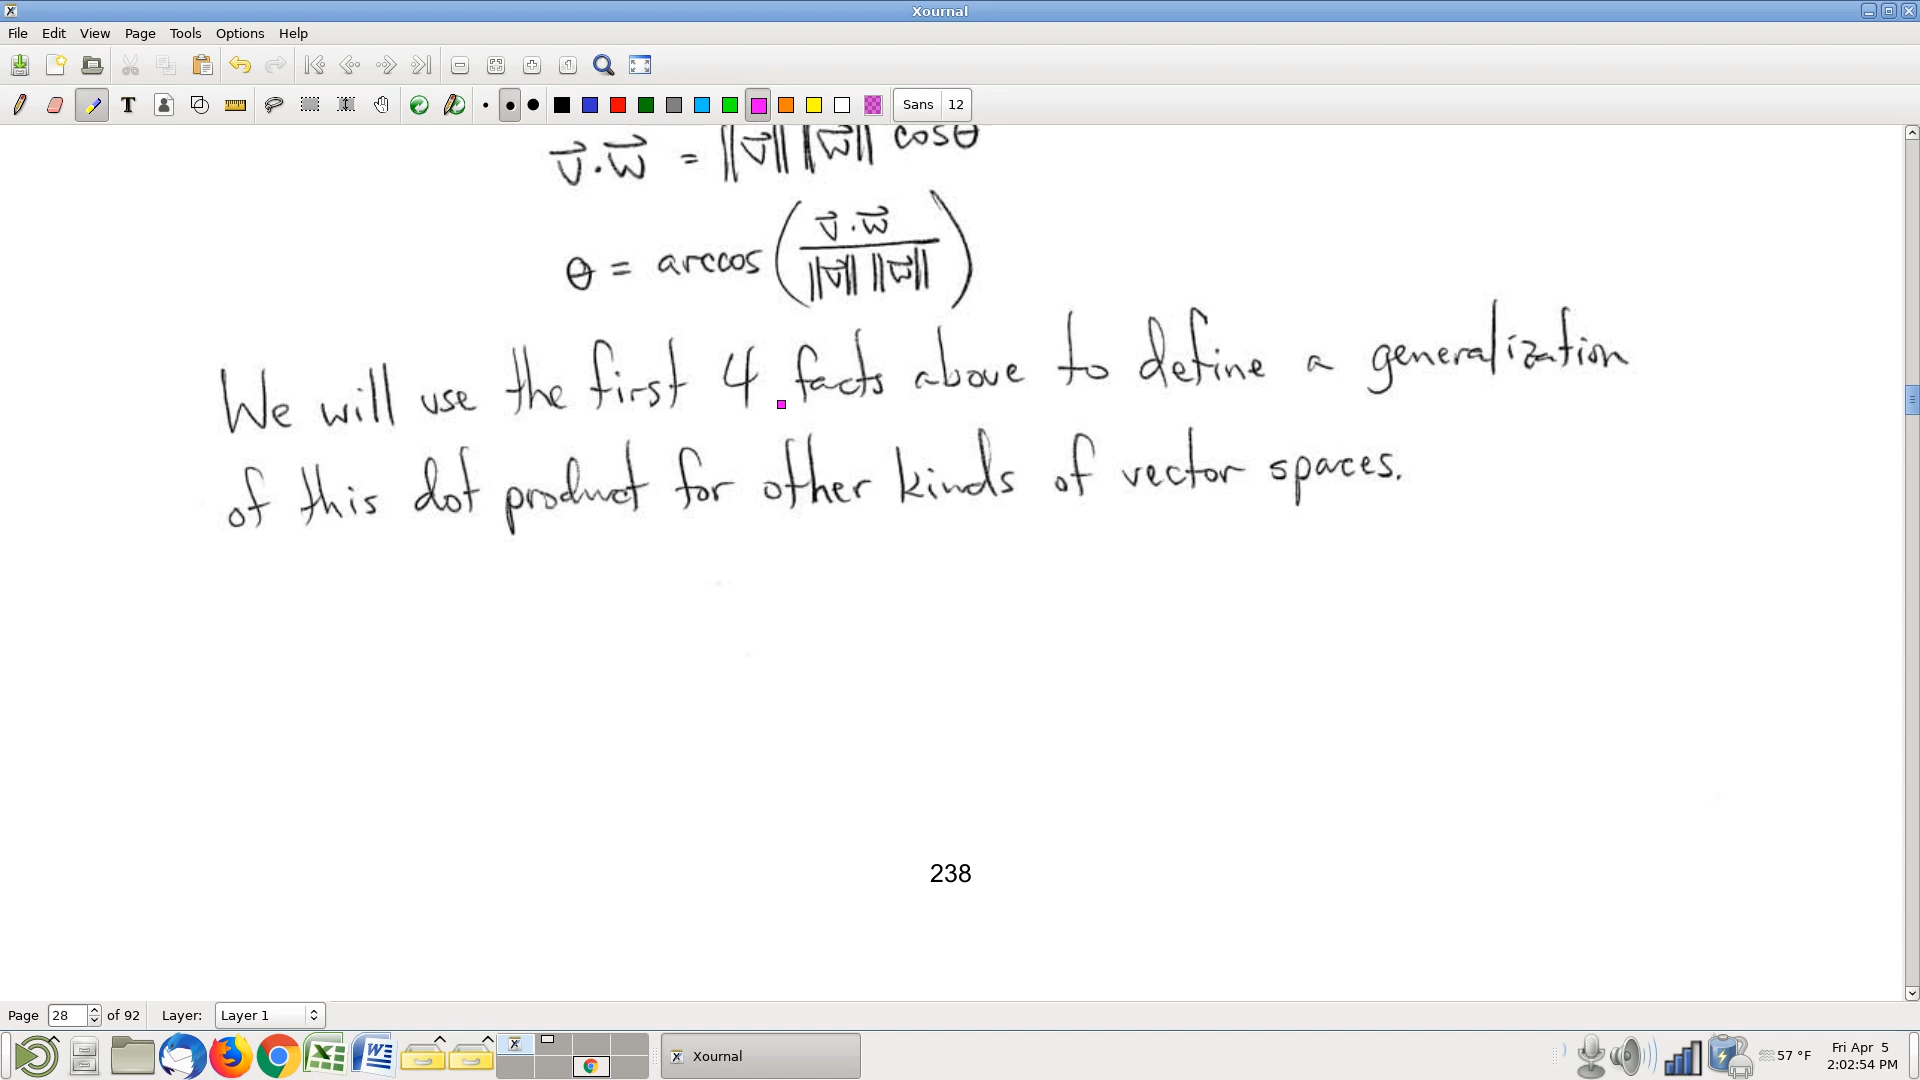 Xournal
File Edit View Page Tools Options Help
Sans 12
v⃗·w⃗ = ||v⃗|| ||w⃗|| cosθ
θ = arccos( v⃗·w⃗ / ||v⃗|| ||w⃗|| )
We will use the first 4 facts above to define a generalization
of this dot product for other kinds of vector spaces.
238
Page 28 of 92 Layer: Layer 1
Xournal
57 °F
Fri Apr 5
2:02:54 PM